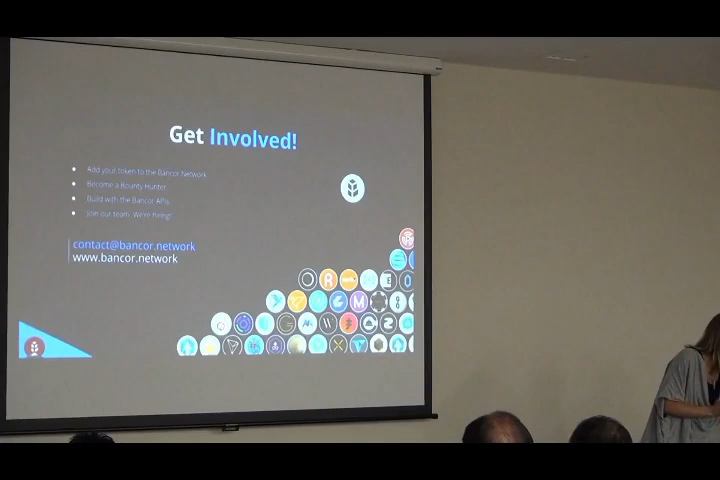 Get Involved!
Add your token to the Bancor Network
Become a Bounty Hunter
Build with the Bancor APIs
Join our team. We're hiring!
contact@bancor.network
www.bancor.network